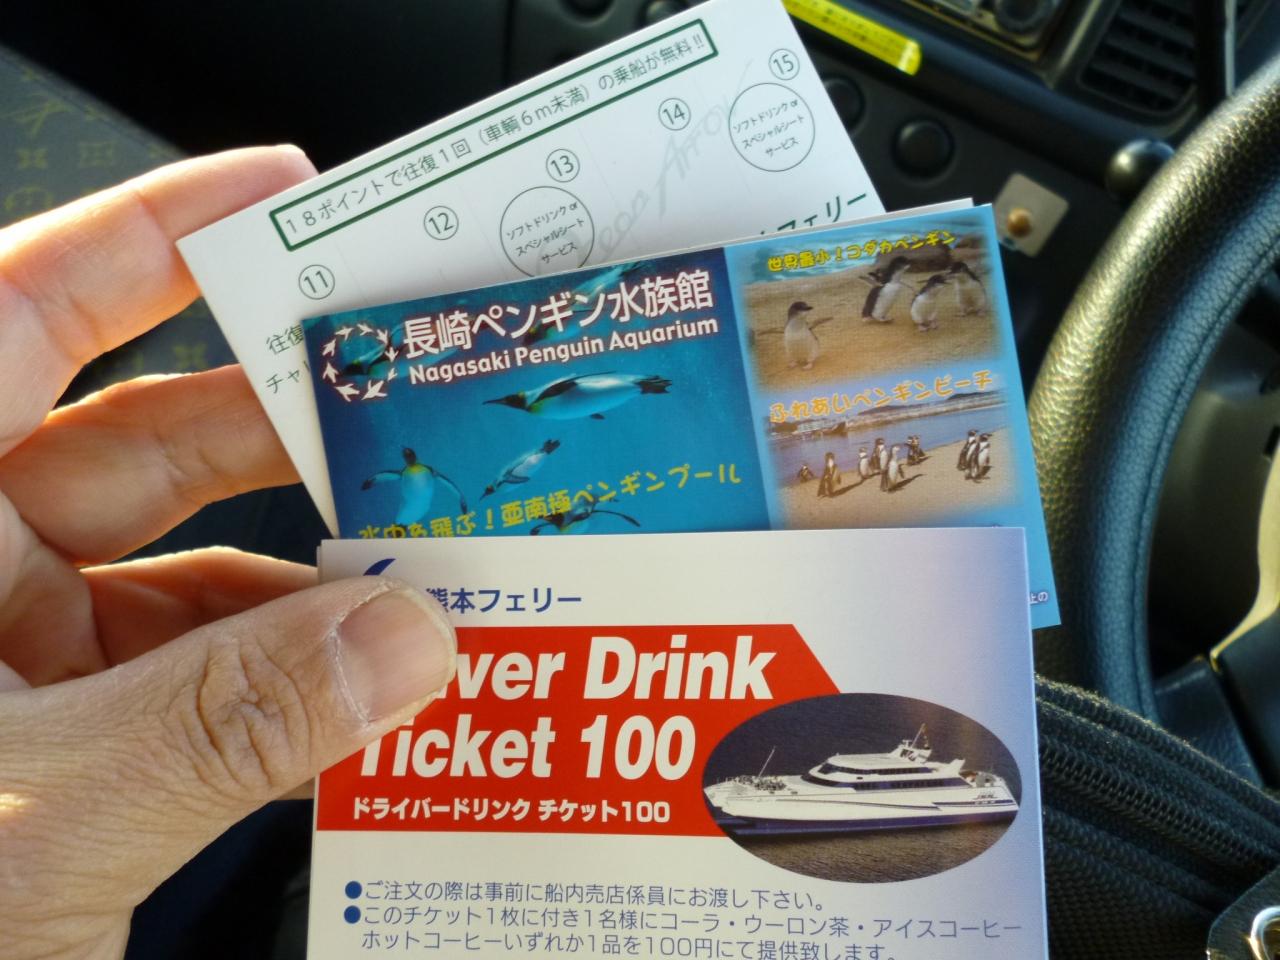 18ポイントで往復1回(車輌6m未満)の乗船が無料!!
11
12
13
14
15
ソフトドリンク or
スペシャルシート
サービス
ソフトドリンク or
スペシャルシート
サービス
往復
チャ
フェリー
長崎ペンギン水族館
Nagasaki Penguin Aquarium
水中を飛ぶ!亜南極ペンギンプール
世界最小!コダカペンギン
ふれあいペンギンビーチ
止の
熊本フェリー
ver Drink
Ticket 100
ドライバードリンク チケット100
●ご注文の際は事前に船内売店係員にお渡し下さい。
●このチケット1枚に付き1名様にコーラ・ウーロン茶・アイスコーヒー
ホットコーヒーいずれか1品を100円にて提供致します。